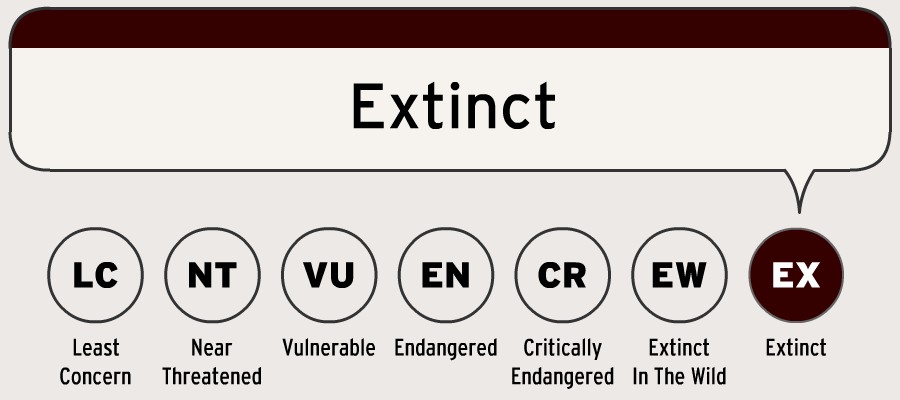 Extinct
LC NT VU EN CR EW EX
Least Near Vulnerable Endangered Critically Extinct Extinct
Concern Threatened Endangered In The Wild